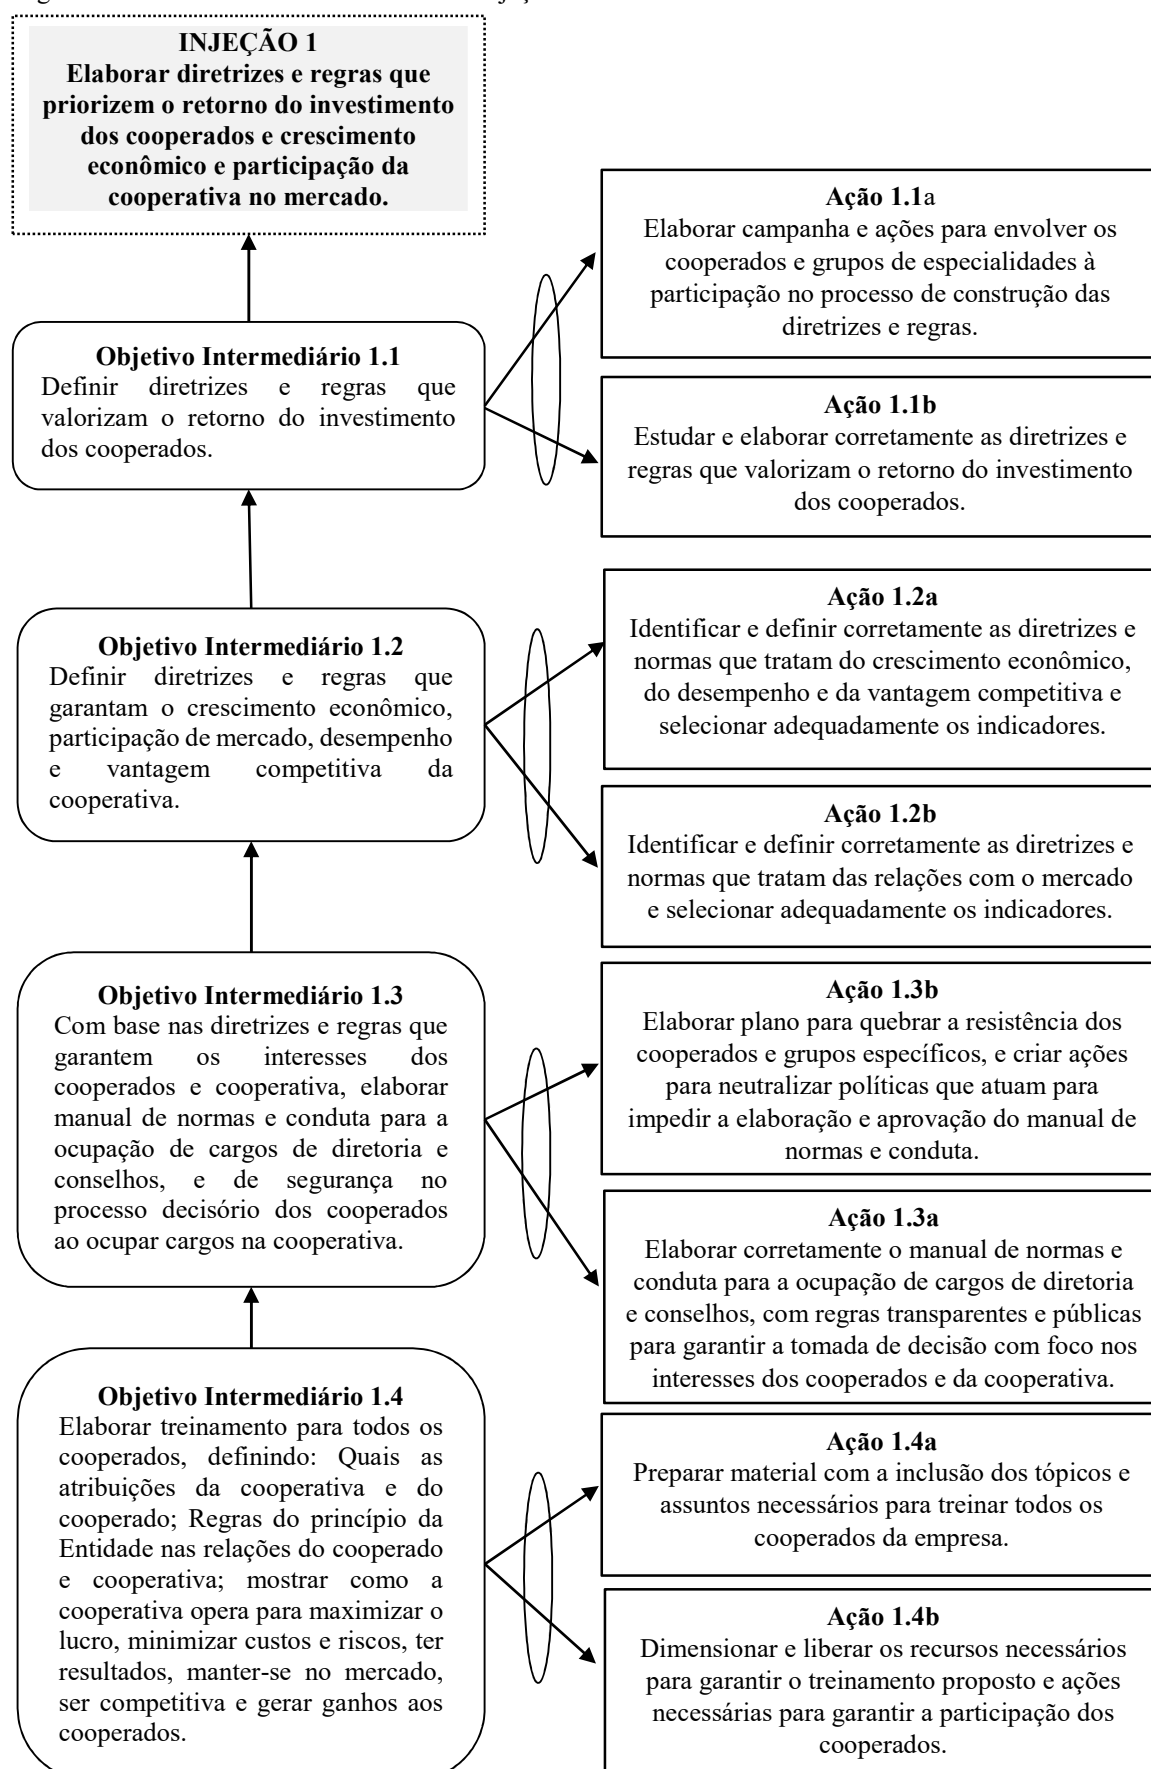 INJEÇÃO 1
Elaborar diretrizes e regras que
priorizem o retorno do investimento
dos cooperados e crescimento
econômico e participação da
cooperativa no mercado.
Ação 1.1a
Elaborar campanha e ações para envolver os
cooperados e grupos de especialidades à
participação no processo de construção das
diretrizes e regras.
Objetivo Intermediário 1.1
Definir diretrizes e regras que
valorizam o retorno do investimento
dos cooperados.
Ação 1.1b
Estudar e elaborar corretamente as diretrizes e
regras que valorizam o retorno do investimento
dos cooperados.
Ação 1.2a
Identificar e definir corretamente as diretrizes e
normas que tratam do crescimento econômico,
do desempenho e da vantagem competitiva e
selecionar adequadamente os indicadores.
Objetivo Intermediário 1.2
Definir diretrizes e regras que
garantam o crescimento econômico,
participação de mercado, desempenho
e vantagem competitiva da
cooperativa.
Ação 1.2b
Identificar e definir corretamente as diretrizes e
normas que tratam das relações com o mercado
e selecionar adequadamente os indicadores.
Objetivo Intermediário 1.3
Com base nas diretrizes e regras que
garantem os interesses dos
cooperados e cooperativa, elaborar
manual de normas e conduta para a
ocupação de cargos de diretoria e
conselhos, e de segurança no
processo decisório dos cooperados
ao ocupar cargos na cooperativa.
Ação 1.3b
Elaborar plano para quebrar a resistência dos
cooperados e grupos específicos, e criar ações
para neutralizar políticas que atuam para
impedir a elaboração e aprovação do manual de
normas e conduta.
Ação 1.3a
Elaborar corretamente o manual de normas e
conduta para a ocupação de cargos de diretoria
e conselhos, com regras transparentes e públicas
para garantir a tomada de decisão com foco nos
interesses dos cooperados e da cooperativa.
Objetivo Intermediário 1.4
Elaborar treinamento para todos os
cooperados, definindo: Quais as
atribuições da cooperativa e do
cooperado; Regras do princípio da
Entidade nas relações do cooperado
e cooperativa; mostrar como a
cooperativa opera para maximizar o
lucro, minimizar custos e riscos, ter
resultados, manter-se no mercado,
ser competitiva e gerar ganhos aos
cooperados.
Ação 1.4a
Preparar material com a inclusão dos tópicos e
assuntos necessários para treinar todos os
cooperados da empresa.
Ação 1.4b
Dimensionar e liberar os recursos necessários
para garantir o treinamento proposto e ações
necessárias para garantir a participação dos
cooperados.